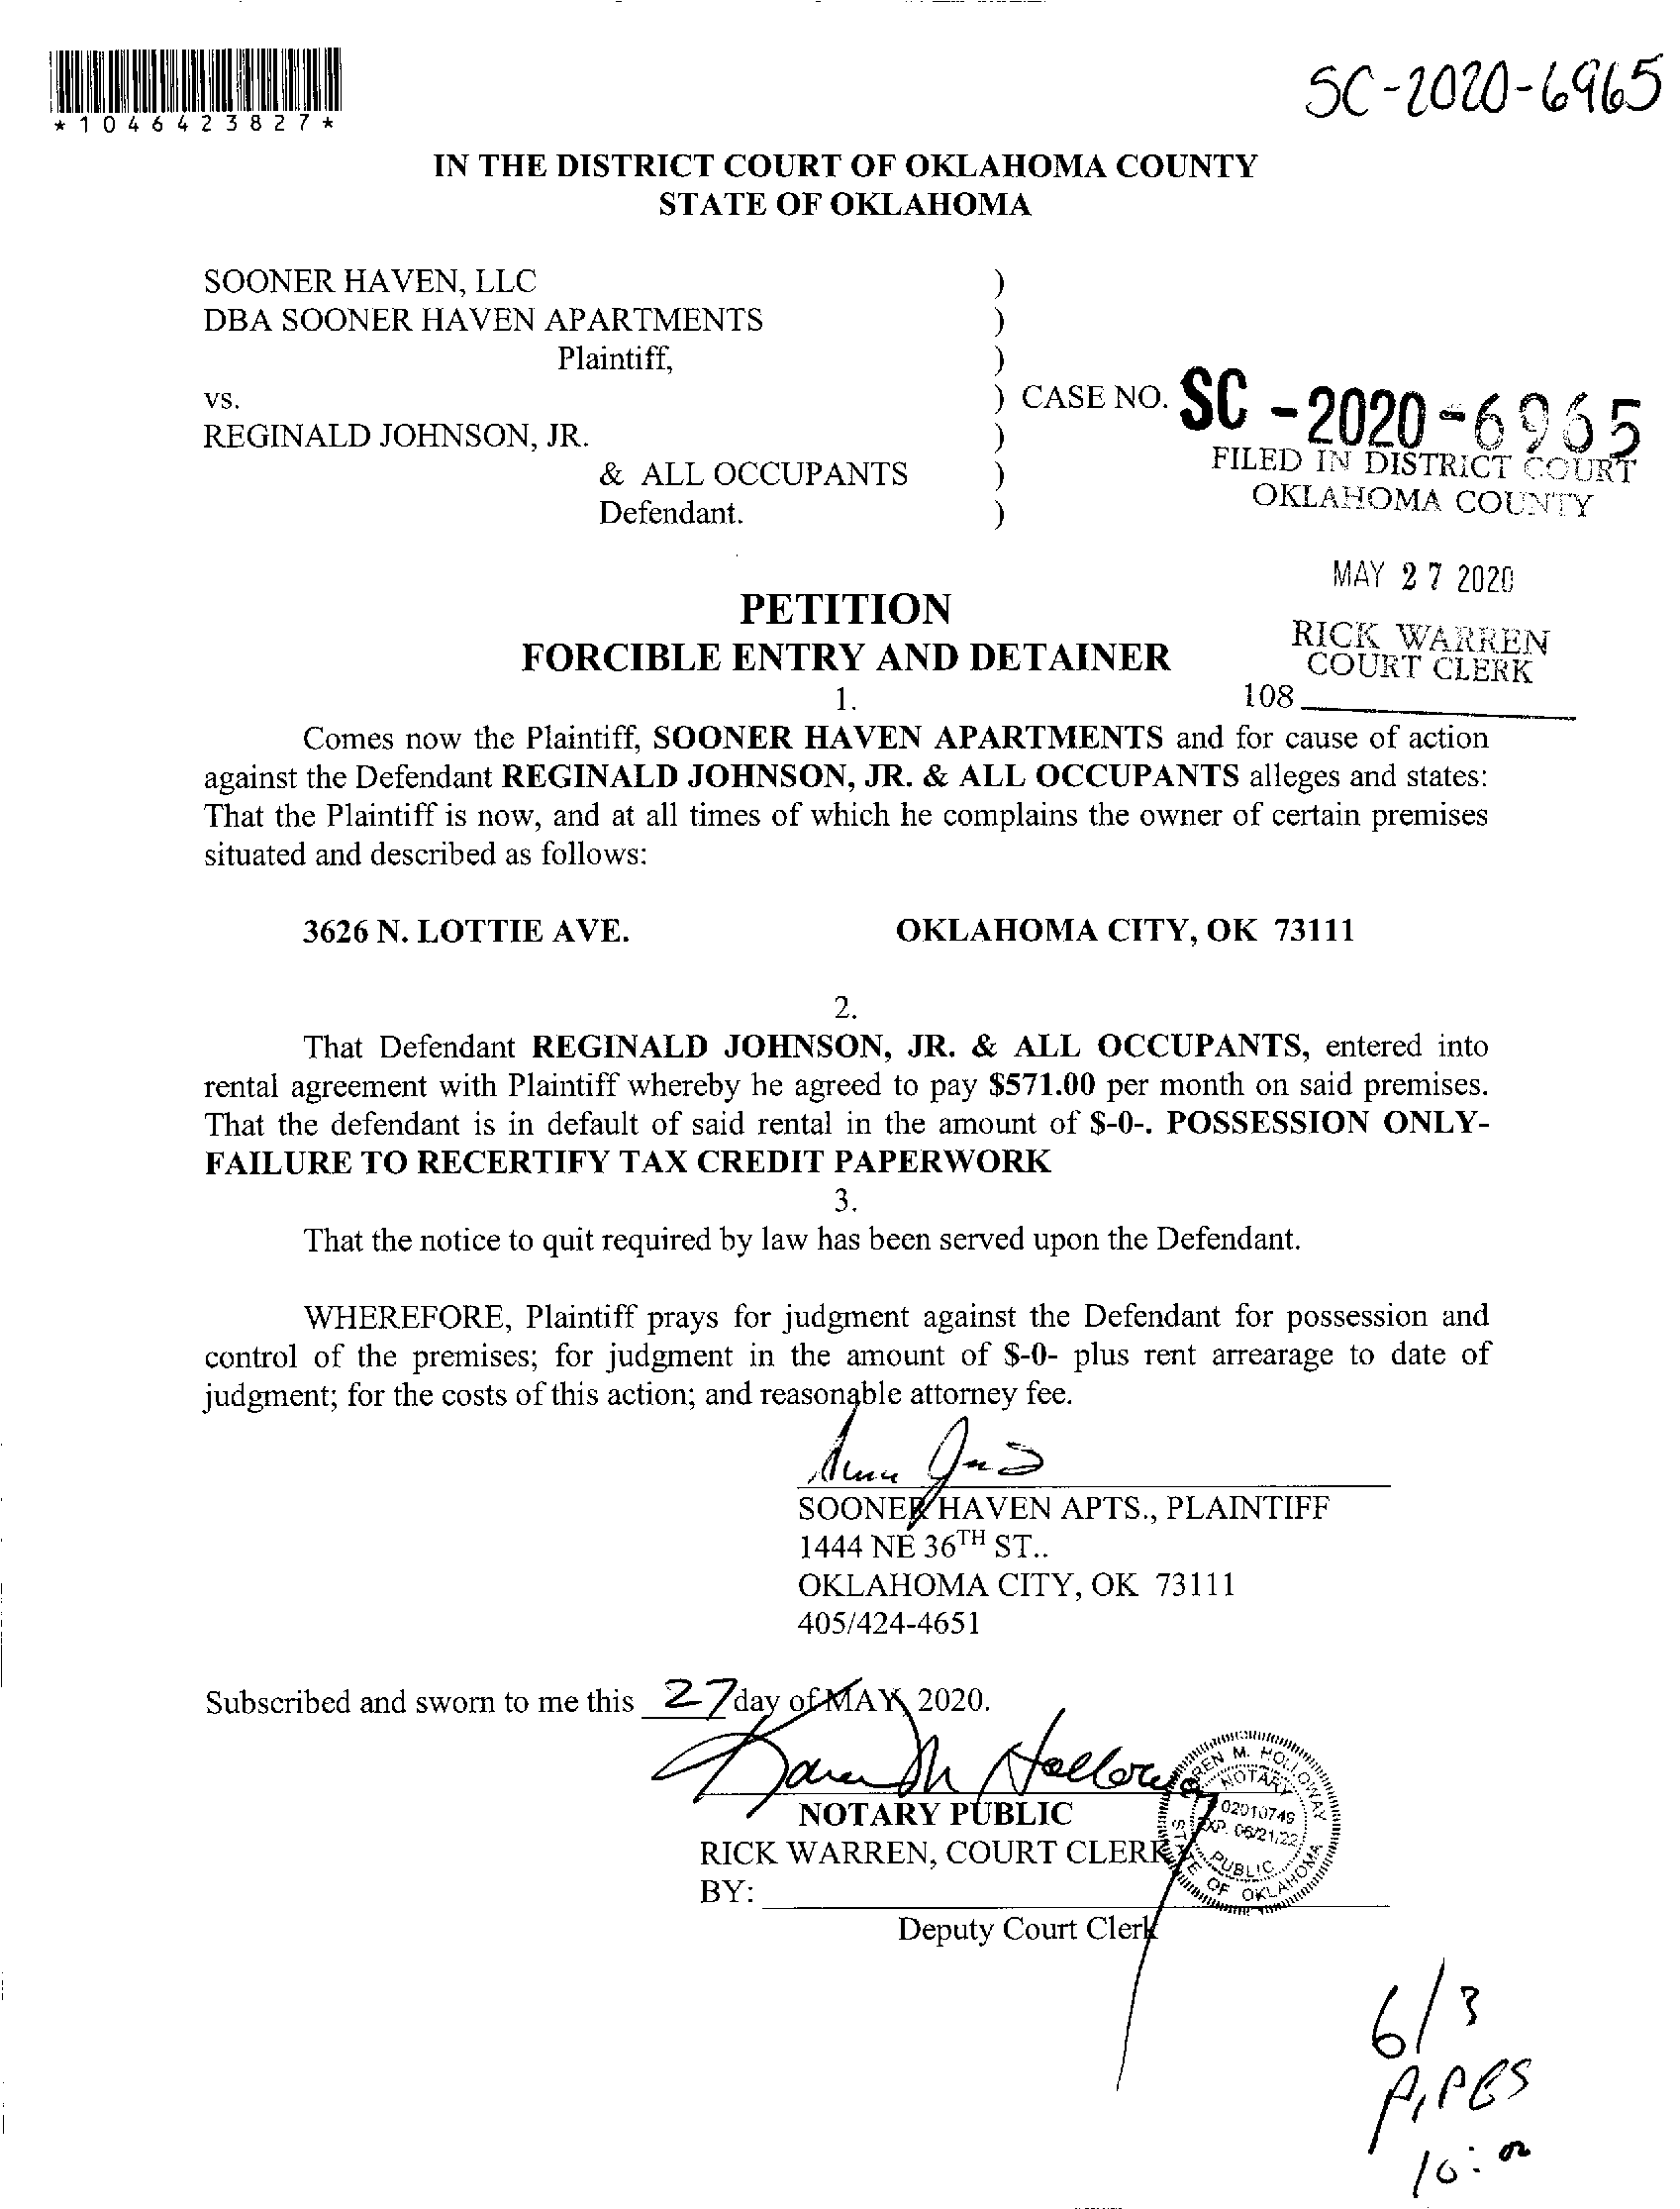 SC-2020-6965
*1046423827*
IN THE DISTRICT COURT OF OKLAHOMA COUNTY
STATE OF OKLAHOMA
SOONER HAVEN, LLC )
DBA SOONER HAVEN APARTMENTS )
Plaintiff, )
vs. ) CASE NO. SC-2020-6965
REGINALD JOHNSON, JR. )
& ALL OCCUPANTS )
Defendant. )
FILED IN DISTRICT COURT
OKLAHOMA COUNTY
MAY 27 2020
RICK WARREN
COURT CLERK
108
PETITION
FORCIBLE ENTRY AND DETAINER
1.
Comes now the Plaintiff, SOONER HAVEN APARTMENTS and for cause of action
against the Defendant REGINALD JOHNSON, JR. & ALL OCCUPANTS alleges and states:
That the Plaintiff is now, and at all times of which he complains the owner of certain premises
situated and described as follows:
3626 N. LOTTIE AVE. OKLAHOMA CITY, OK 73111
2.
That Defendant REGINALD JOHNSON, JR. & ALL OCCUPANTS, entered into
rental agreement with Plaintiff whereby he agreed to pay $571.00 per month on said premises.
That the defendant is in default of said rental in the amount of $-0-. POSSESSION ONLY-
FAILURE TO RECERTIFY TAX CREDIT PAPERWORK
3.
That the notice to quit required by law has been served upon the Defendant.
WHEREFORE, Plaintiff prays for judgment against the Defendant for possession and
control of the premises; for judgment in the amount of $-0- plus rent arrearage to date of
judgment; for the costs of this action; and reasonable attorney fee.
SOONER HAVEN APTS., PLAINTIFF
1444 NE 36TH ST..
OKLAHOMA CITY, OK 73111
405/424-4651
Subscribed and sworn to me this 27 day of MAY, 2020.
Karen M Holloway
NOTARY PUBLIC
KAREN M. HOLLOWAY
NOTARY
02010749
EXP. 06/21/22
PUBLIC
STATE OF OKLAHOMA
RICK WARREN, COURT CLERK
BY:
Deputy Court Clerk
6/3
10:00